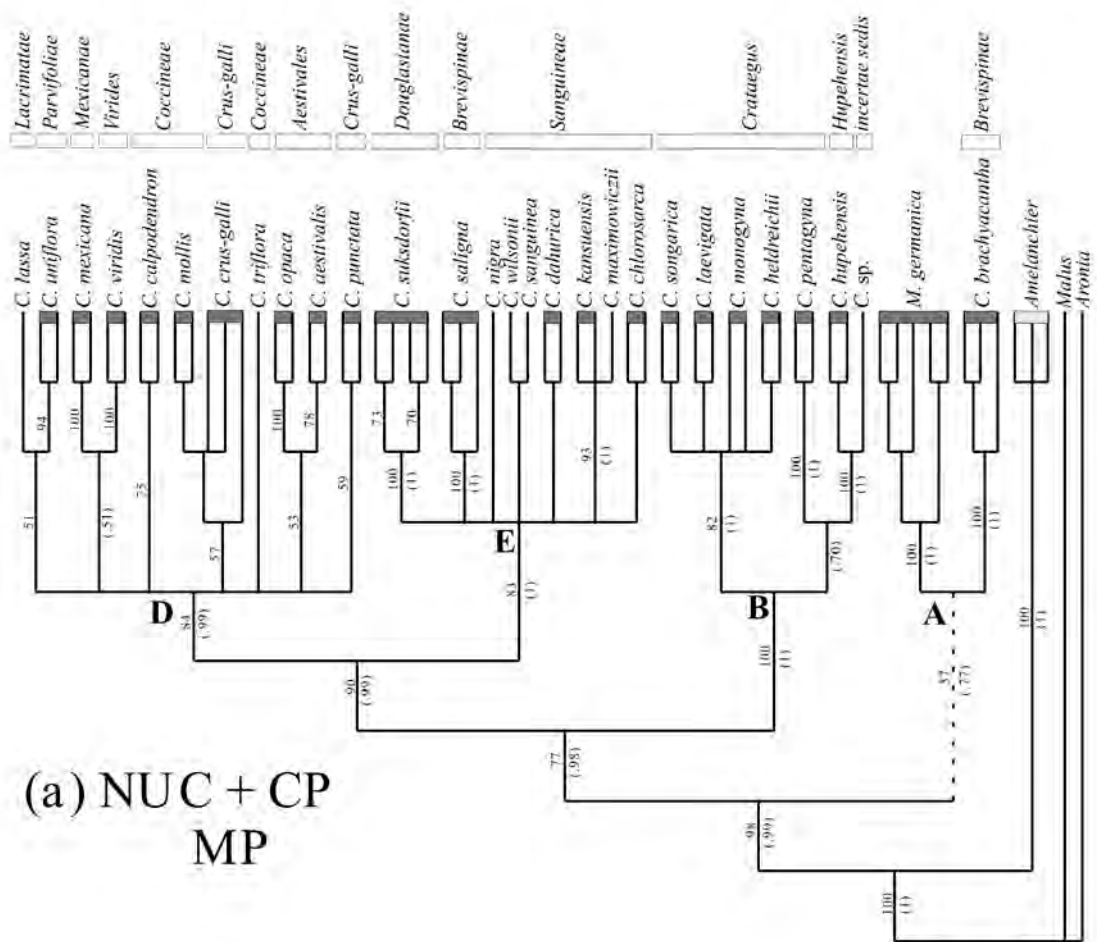 Lacrimatae
Parvifoliae
Mexicanae
Virides
Coccineae
Crus-galli
Coccineae
Aestivales
Crus-galli
Douglasianae
Brevispinae
Sanguineae
Crataegus
Hupehensis
incertae sedis
Brevispinae
C. lassa
C. uniflora
C. mexicana
C. viridis
C. calpodendron
C. mollis
C. crus-galli
C. triflora
C. opaca
C. aestivalis
C. punctata
C. suksdorfii
C. saligna
C. nigra
C. wilsonii
C. sanguinea
C. dahurica
C. kansuensis
C. maximowiczii
C. chlorosarca
C. songarica
C. laevigata
C. monogyna
C. heldreichii
C. pentagyna
C. hupehensis
C. sp.
M. germanica
C. brachyacantha
Amelanchier
Malus
Aronia
94
100
100
100
78
73
70
93
(1)
51
(.51)
75
57
53
59
100
(1)
100
(1)
82
(1)
100
(1)
100
(1)
100
(1)
100
(1)
E
(.70)
D
B
A
84
(.99)
83
(1)
100
(1)
57
(.77)
100
(1)
90
(.99)
77
(.98)
98
(.99)
100
(1)
(a) NUC + CP
MP